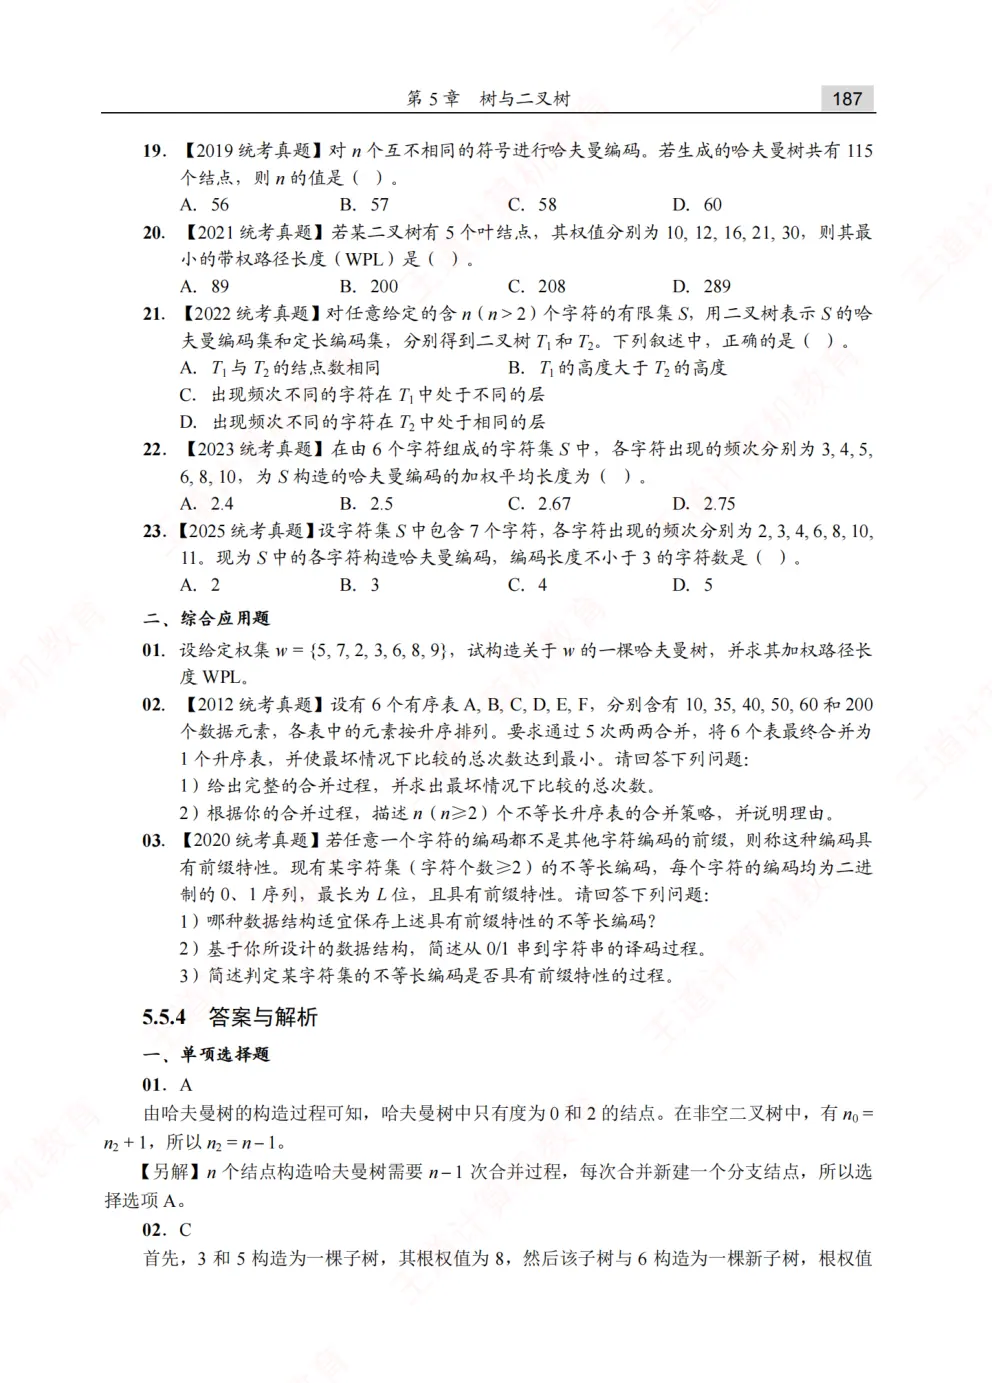 第 5 章 树与二叉树 187
19. 【2019 统考真题】对 n 个互不相同的符号进行哈夫曼编码。若生成的哈夫曼树共有 115
个结点，则 n 的值是（ ）。
A. 56 B. 57 C. 58 D. 60
20. 【2021 统考真题】若某二叉树有 5 个叶结点，其权值分别为 10, 12, 16, 21, 30，则其最
小的带权路径长度（WPL）是（ ）。
A. 89 B. 200 C. 208 D. 289
21. 【2022 统考真题】对任意给定的含 n（n > 2）个字符的有限集 S，用二叉树表示 S 的哈
夫曼编码集和定长编码集，分别得到二叉树 T₁和 T₂。下列叙述中，正确的是（ ）。
A. T₁与 T₂的结点数相同 B. T₁的高度大于 T₂的高度
C. 出现频次不同的字符在 T₁中处于不同的层
D. 出现频次不同的字符在 T₂中处于相同的层
22. 【2023 统考真题】在由 6 个字符组成的字符集 S 中，各字符出现的频次分别为 3, 4, 5,
6, 8, 10，为 S 构造的哈夫曼编码的加权平均长度为（ ）。
A. 2.4 B. 2.5 C. 2.67 D. 2.75
23. 【2025 统考真题】设字符集 S 中包含 7 个字符，各字符出现的频次分别为 2, 3, 4, 6, 8, 10,
11。现为 S 中的各字符构造哈夫曼编码，编码长度不小于 3 的字符数是（ ）。
A. 2 B. 3 C. 4 D. 5
二、综合应用题
01. 设给定权集 w = {5, 7, 2, 3, 6, 8, 9}，试构造关于 w 的一棵哈夫曼树，并求其加权路径长
度 WPL。
02. 【2012 统考真题】设有 6 个有序表 A, B, C, D, E, F，分别含有 10, 35, 40, 50, 60 和 200
个数据元素，各表中的元素按升序排列。要求通过 5 次两两合并，将 6 个表最终合并为
1 个升序表，并使最坏情况下比较的总次数达到最小。请回答下列问题：
1）给出完整的合并过程，并求出最坏情况下比较的总次数。
2）根据你的合并过程，描述 n（n≥2）个不等长升序表的合并策略，并说明理由。
03. 【2020 统考真题】若任意一个字符的编码都不是其他字符编码的前缀，则称这种编码具
有前缀特性。现有某字符集（字符个数≥2）的不等长编码，每个字符的编码均为二进
制的 0、1 序列，最长为 L 位，且具有前缀特性。请回答下列问题：
1）哪种数据结构适宜保存上述具有前缀特性的不等长编码？
2）基于你所设计的数据结构，简述从 0/1 串到字符串的译码过程。
3）简述判定某字符集的不等长编码是否具有前缀特性的过程。
5.5.4 答案与解析
一、单项选择题
01. A
由哈夫曼树的构造过程可知，哈夫曼树中只有度为 0 和 2 的结点。在非空二叉树中，有 n₀ =
n₂ + 1，所以 n₂ = n – 1。
【另解】n 个结点构造哈夫曼树需要 n – 1 次合并过程，每次合并新建一个分支结点，所以选
择选项 A。
02. C
首先，3 和 5 构造为一棵子树，其根权值为 8，然后该子树与 6 构造为一棵新子树，根权值